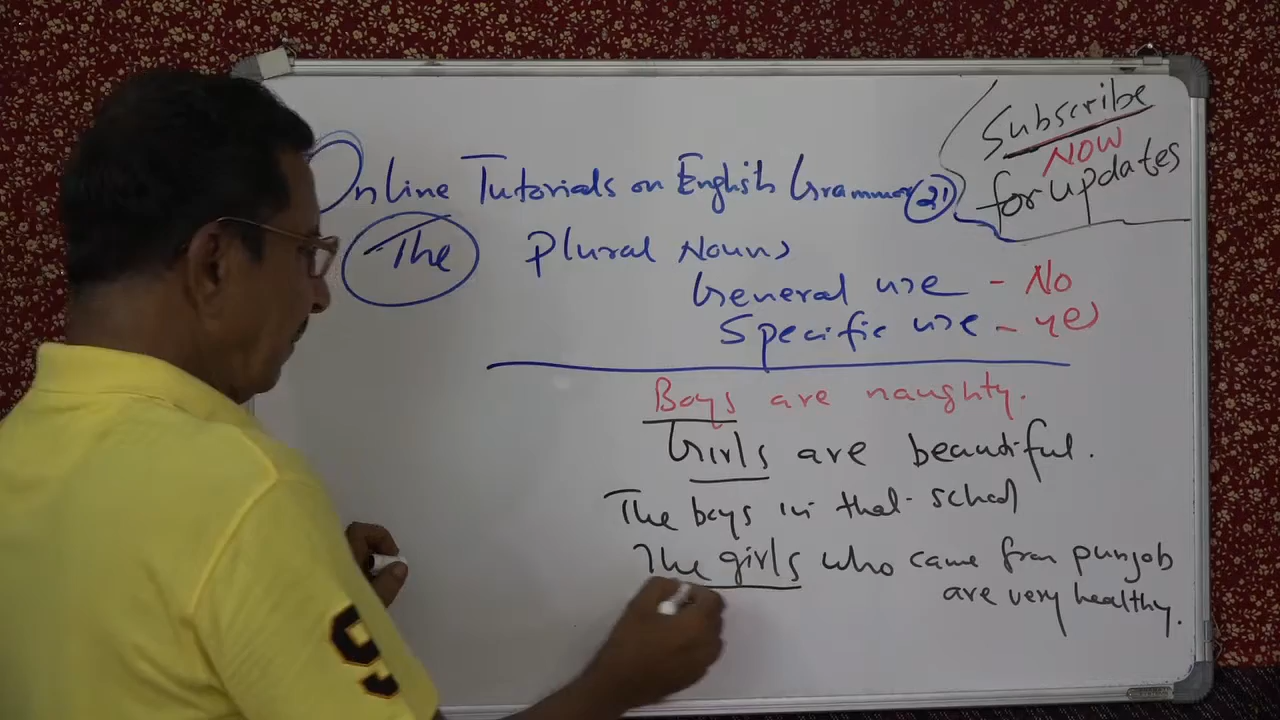 Online Tutorials on English Grammar 21
Subscribe
NOW
for updates
The Plural Nouns
General use - No
Specific use - yes
Boys are naughty.
Girls are beautiful.
The boys in that school
The girls who came from punjab
are very healthy.
9